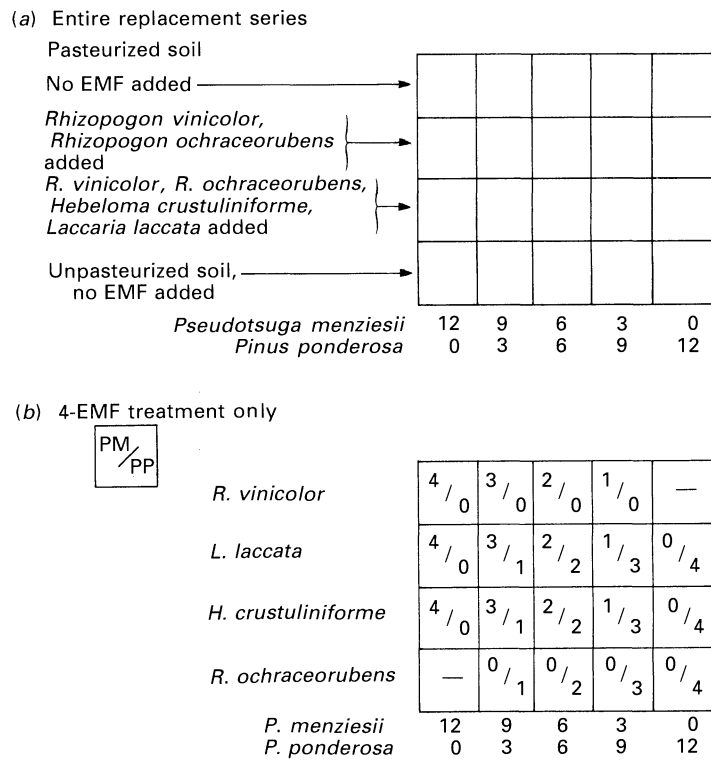 (a) Entire replacement series
Pasteurized soil
No EMF added
Rhizopogon vinicolor,
Rhizopogon ochraceorubens
added
R. vinicolor, R. ochraceorubens,
Hebeloma crustuliniforme,
Laccaria laccata added
Unpasteurized soil,
no EMF added
Pseudotsuga menziesii 12 9 6 3 0
Pinus ponderosa 0 3 6 9 12
(b) 4-EMF treatment only
PM/PP
R. vinicolor 4/0 3/0 2/0 1/0 —
L. laccata 4/0 3/1 2/2 1/3 0/4
H. crustuliniforme 4/0 3/1 2/2 1/3 0/4
R. ochraceorubens — 0/1 0/2 0/3 0/4
P. menziesii 12 9 6 3 0
P. ponderosa 0 3 6 9 12